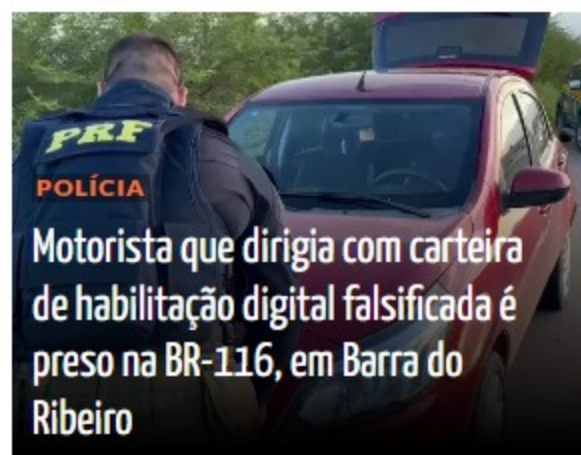 PRF
POLÍCIA
Motorista que dirigia com carteira
de habilitação digital falsificada é
preso na BR-116, em Barra do
Ribeiro